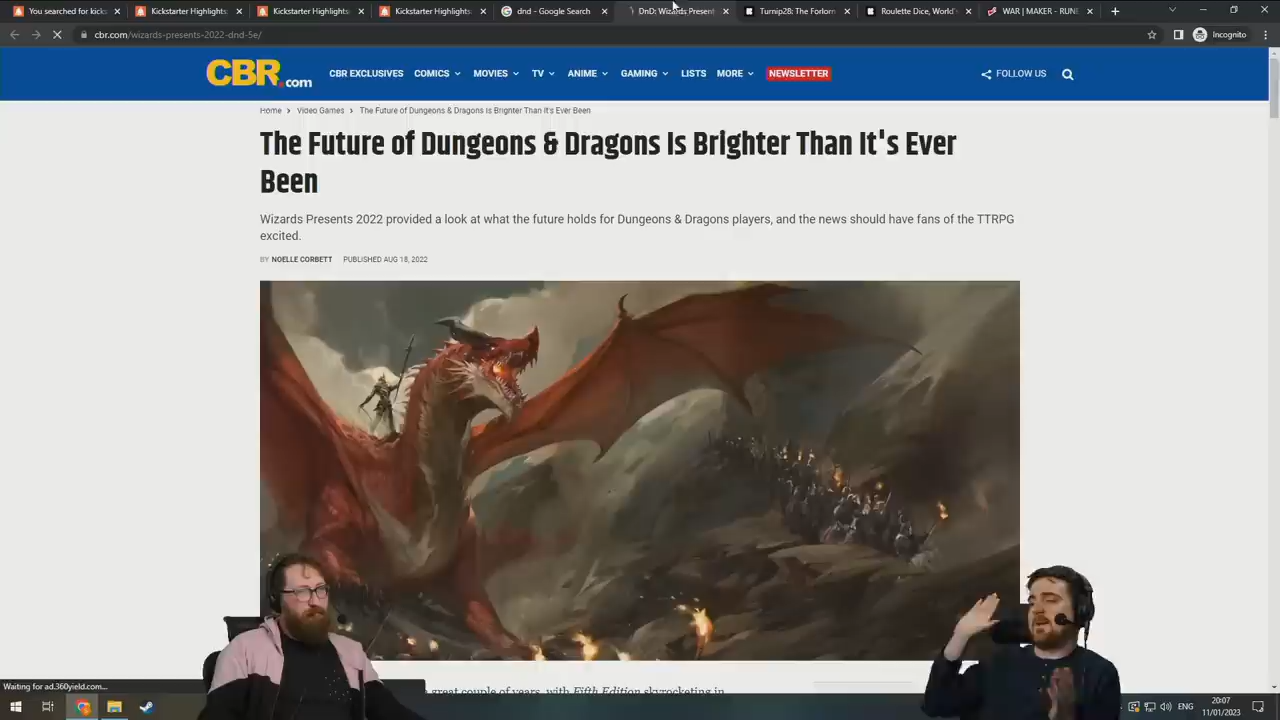 You searched for kicks
Kickstarter Highlights
Kickstarter Highlights
Kickstarter Highlights
dnd - Google Search
DnD: Wizards Present
Turnip28: The Forlorn
Roulette Dice, World's
WAR | MAKER - RUN
cbr.com/wizards-presents-2022-dnd-5e/
Incognito
CBR.com
CBR EXCLUSIVES
COMICS
MOVIES
TV
ANIME
GAMING
LISTS
MORE
NEWSLETTER
FOLLOW US
Home > Video Games > The Future of Dungeons & Dragons Is Brighter Than It's Ever Been
The Future of Dungeons & Dragons Is Brighter Than It's Ever
Been
Wizards Presents 2022 provided a look at what the future holds for Dungeons & Dragons players, and the news should have fans of the TTRPG
excited.
BY NOELLE CORBETT PUBLISHED AUG 18, 2022
Waiting for ad.360yield.com...
great couple of years, with Fifth Edition skyrocketing in
ENG
20:07
11/01/2023